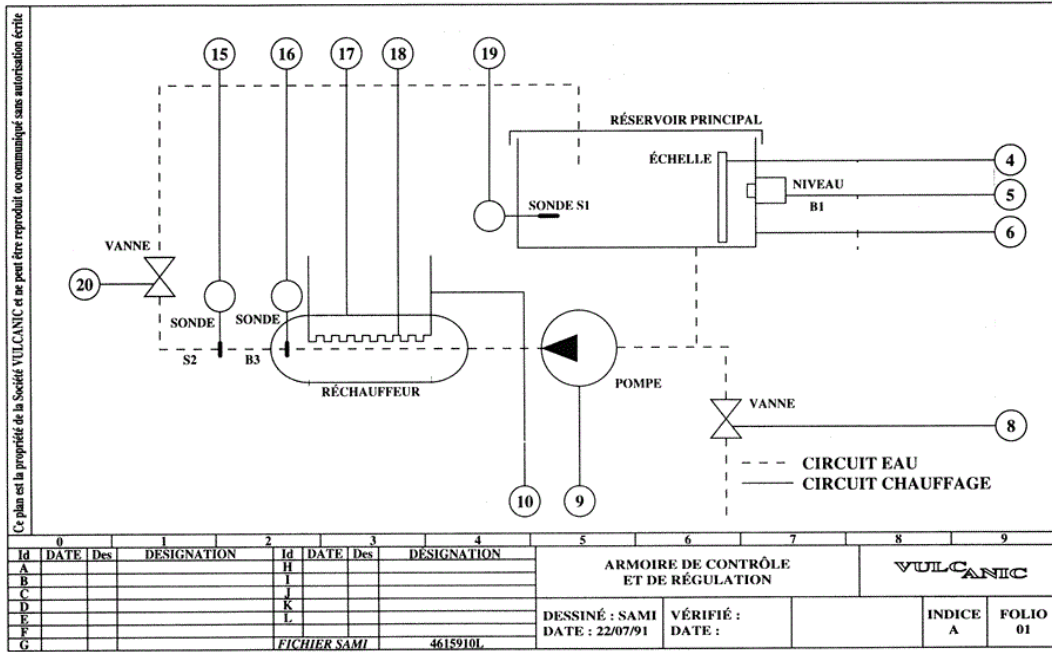 Ce plan est la propriété de la Société VULCANIC et ne peut être reproduit ou communiqué sans autorisation écrite
15 16 17 18 19
RÉSERVOIR PRINCIPAL
ÉCHELLE
4
NIVEAU
5
B1
SONDE S1
6
VANNE
20
SONDE SONDE
S2 B3
RÉCHAUFFEUR
POMPE
VANNE
8
CIRCUIT EAU
CIRCUIT CHAUFFAGE
10 9
0 1 2 3 4 5 6 7 8 9
Id DATE Des DESIGNATION Id DATE Des DÉSIGNATION
A H
B I
C J
D K
E L
F
G FICHIER SAMI 4615910L
ARMOIRE DE CONTRÔLE
ET DE RÉGULATION
VULCANIC
DESSINÉ : SAMI
DATE : 22/07/91
VÉRIFIÉ :
DATE :
INDICE
A
FOLIO
01